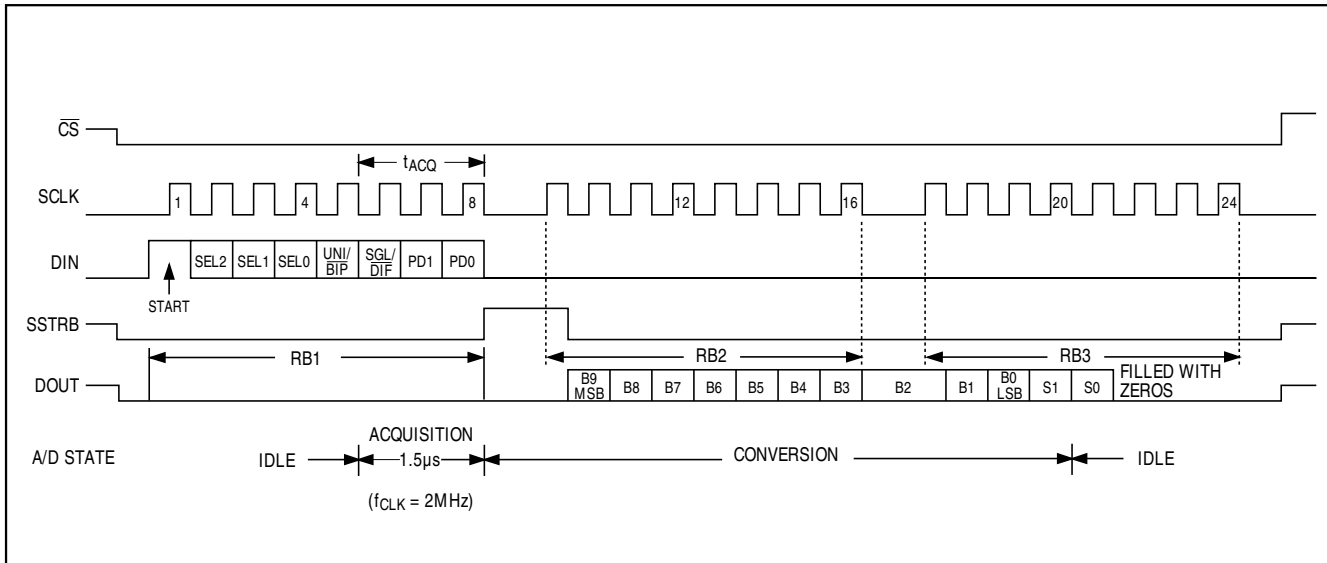 CS
tACQ
SCLK
1 4 8 12 16 20 24
DIN
SEL2 SEL1 SEL0 UNI/BIP SGL/DIF PD1 PD0
START
SSTRB
RB1 RB2 RB3
DOUT
B9 MSB B8 B7 B6 B5 B4 B3 B2 B1 B0 LSB S1 S0 FILLED WITH ZEROS
A/D STATE
IDLE ACQUISITION 1.5µs CONVERSION IDLE
(fCLK = 2MHz)